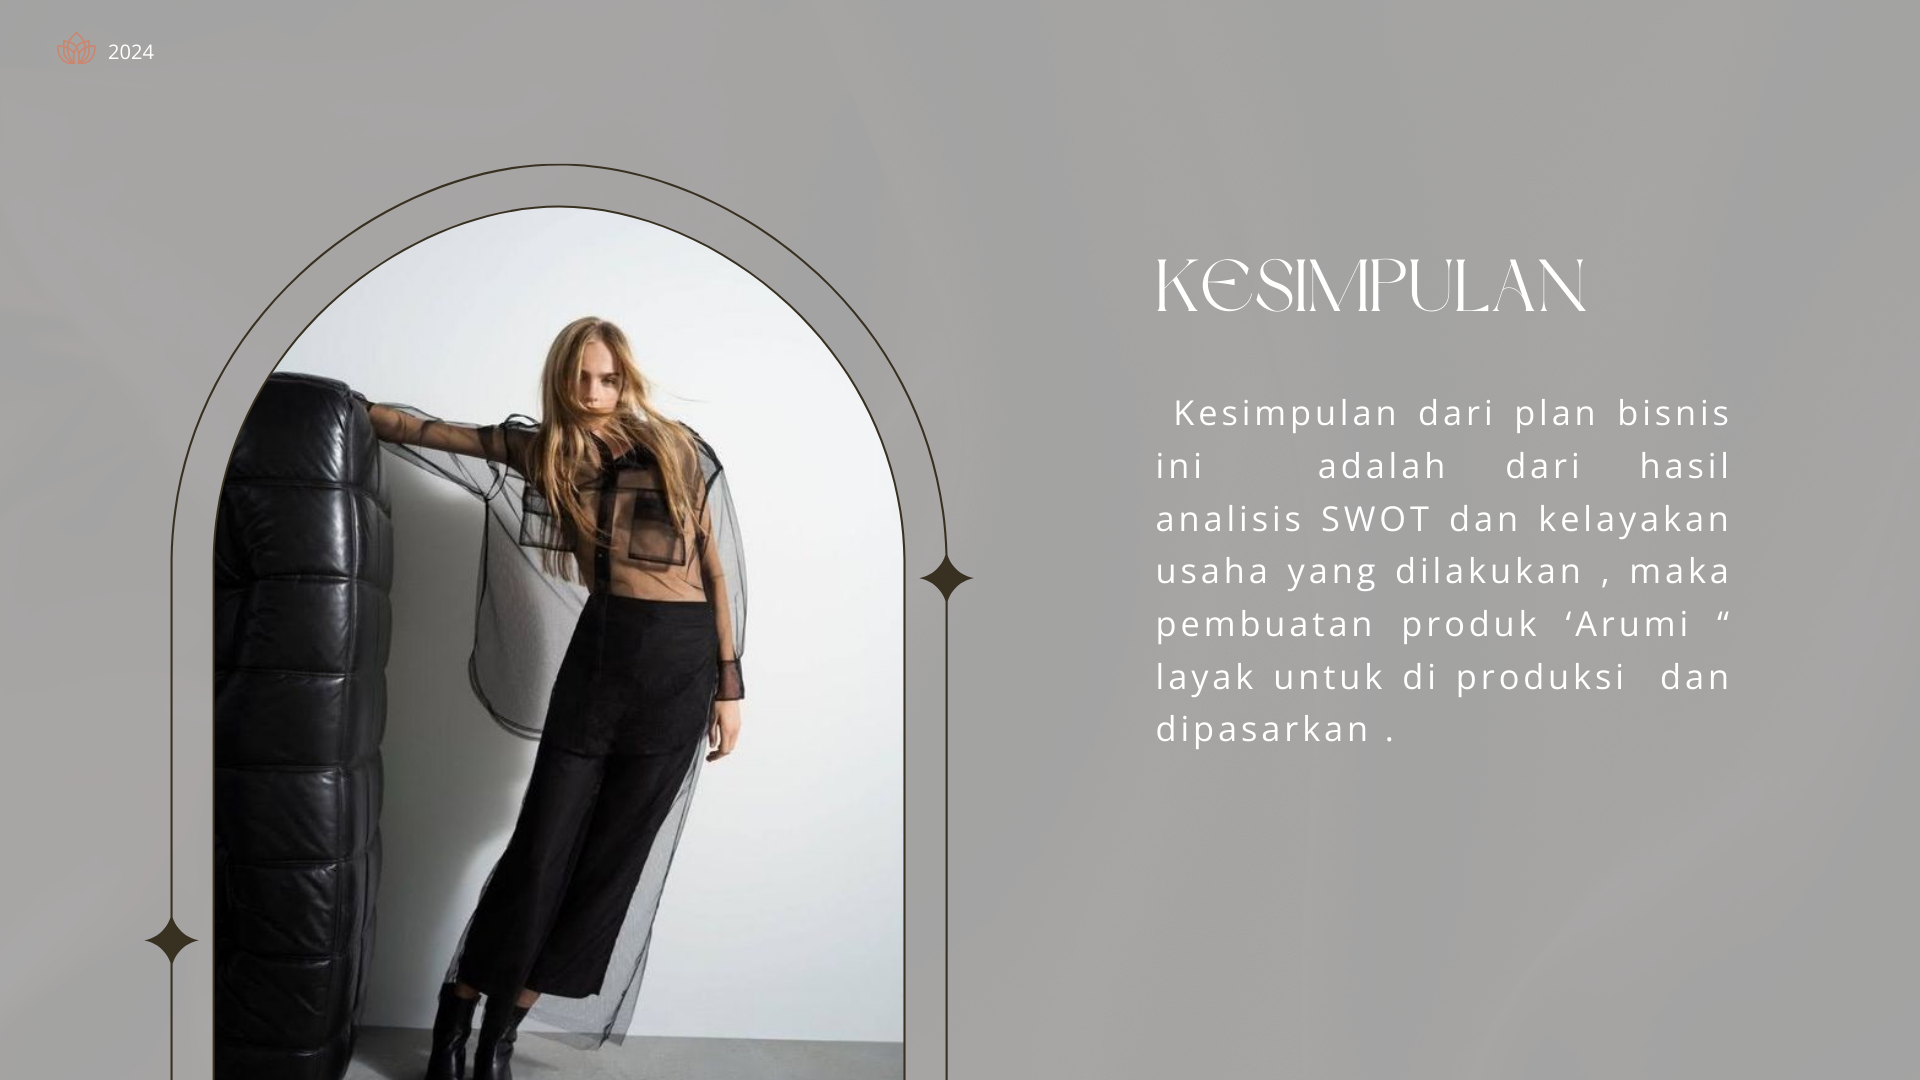 2024
KESIMPULAN
Kesimpulan dari plan bisnis
ini adalah dari hasil
analisis SWOT dan kelayakan
usaha yang dilakukan , maka
pembuatan produk ‘Arumi “
layak untuk di produksi dan
dipasarkan .